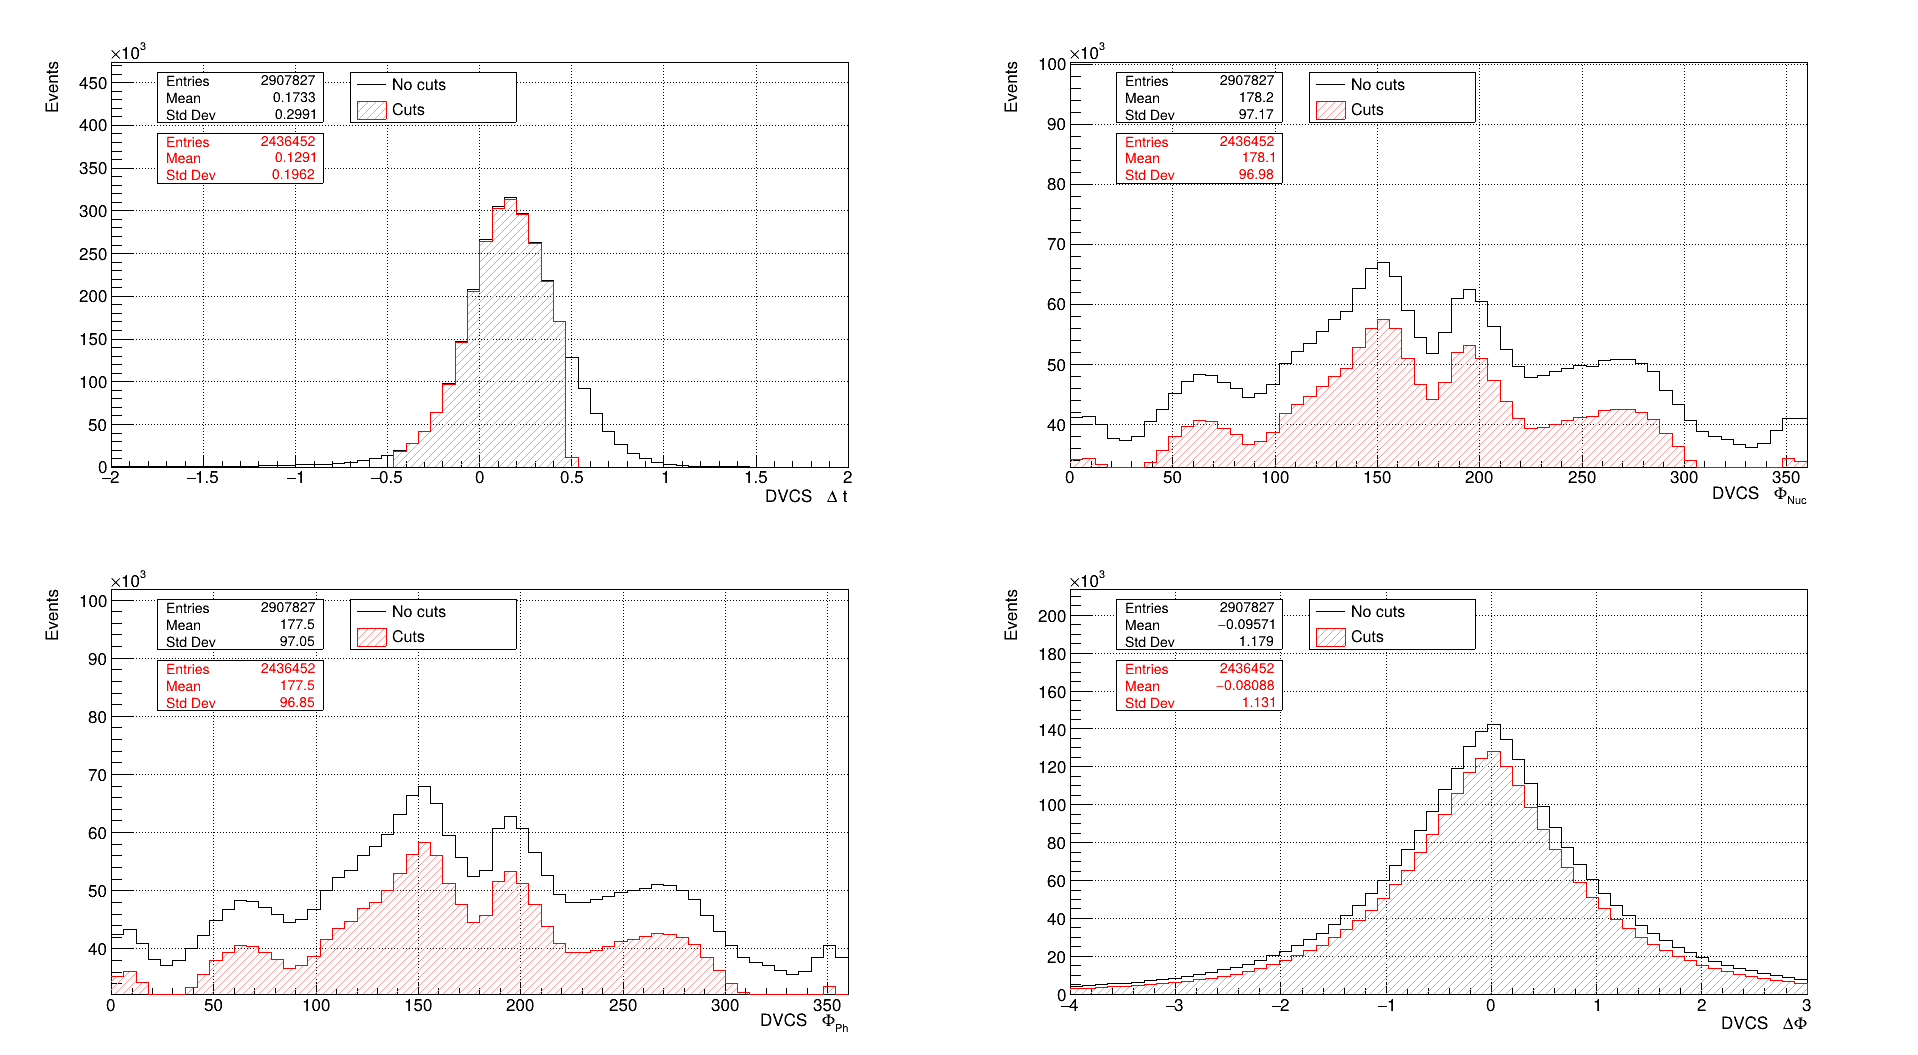 ×10³
Events
450
400
350
300
250
200
150
100
50
0
Entries 2907827
Mean 0.1733
Std Dev 0.2991
Entries 2436452
Mean 0.1291
Std Dev 0.1962
No cuts
Cuts
−2 −1.5 −1 −0.5 0 0.5 1 1.5 2
DVCS Δ t
×10³
Events
100
90
80
70
60
50
40
Entries 2907827
Mean 178.2
Std Dev 97.17
Entries 2436452
Mean 178.1
Std Dev 96.98
No cuts
Cuts
0 50 100 150 200 250 300 350
DVCS Φ_Nuc
×10³
Events
100
90
80
70
60
50
40
Entries 2907827
Mean 177.5
Std Dev 97.05
Entries 2436452
Mean 177.5
Std Dev 96.85
No cuts
Cuts
0 50 100 150 200 250 300 350
DVCS Φ_Ph
×10³
Events
200
180
160
140
120
100
80
60
40
20
0
Entries 2907827
Mean −0.09571
Std Dev 1.179
Entries 2436452
Mean −0.08088
Std Dev 1.131
No cuts
Cuts
−4 −3 −2 −1 0 1 2 3
DVCS ΔΦ